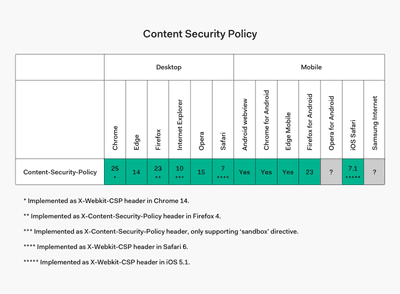 Content Security Policy
Desktop
Mobile
Chrome
Edge
Firefox
Internet Explorer
Opera
Safari
Android webview
Chrome for Android
Edge Mobile
Firefox for Android
Opera for Android
iOS Safari
Samsung Internet
Content-Security-Policy
25 *
14
23 **
10 ***
15
7 ****
Yes
Yes
Yes
23
?
7.1 *****
?
* Implemented as X-Webkit-CSP header in Chrome 14.
** Implemented as X-Content-Security-Policy header in Firefox 4.
*** Implemented as X-Content-Security-Policy header, only supporting ‘sandbox’ directive.
**** Implemented as X-Webkit-CSP header in Safari 6.
***** Implemented as X-Webkit-CSP header in iOS 5.1.